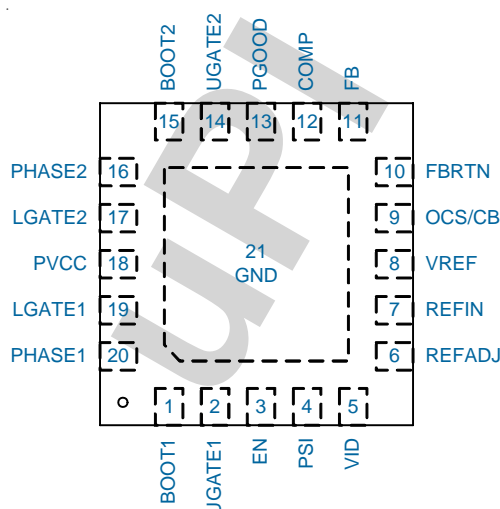 BOOT2
UGATE2
PGOOD
COMP
FB
15
14
13
12
11
PHASE2 16
10 FBRTN
LGATE2 17
9 OCS/CB
PVCC 18
21
GND
8 VREF
LGATE1 19
7 REFIN
PHASE1 20
6 REFADJ
1
2
3
4
5
BOOT1
UGATE1
EN
PSI
VID
uPI